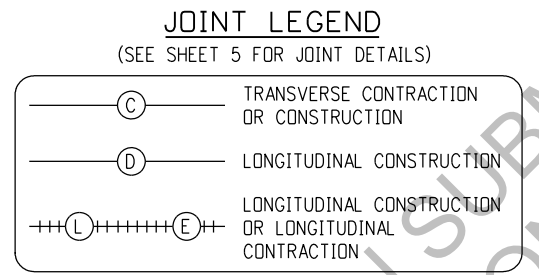 JOINT LEGEND
(SEE SHEET 5 FOR JOINT DETAILS)
C TRANSVERSE CONTRACTION
OR CONSTRUCTION
D LONGITUDINAL CONSTRUCTION
LONGITUDINAL CONSTRUCTION
L E OR LONGITUDINAL
CONTRACTION